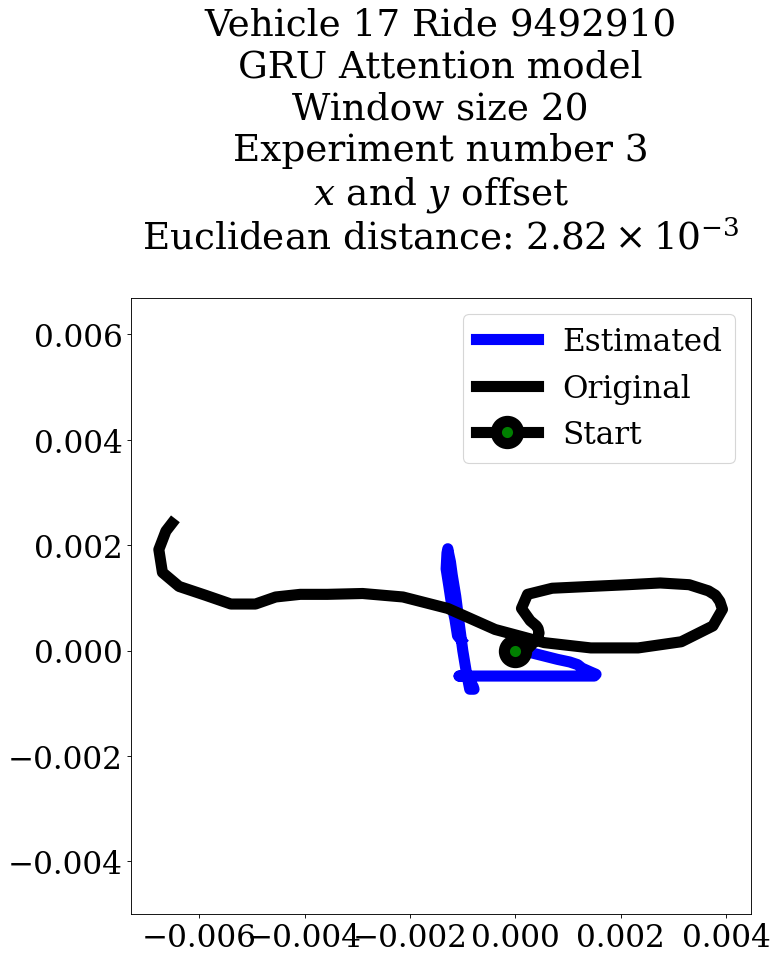 Vehicle 17 Ride 9492910
GRU Attention model
Window size 20
Experiment number 3
x and y offset
Euclidean distance: 2.82 × 10⁻³
Estimated
Original
Start
0.006
0.004
0.002
0.000
−0.002
−0.004
−0.006 −0.004 −0.002 0.000 0.002 0.004